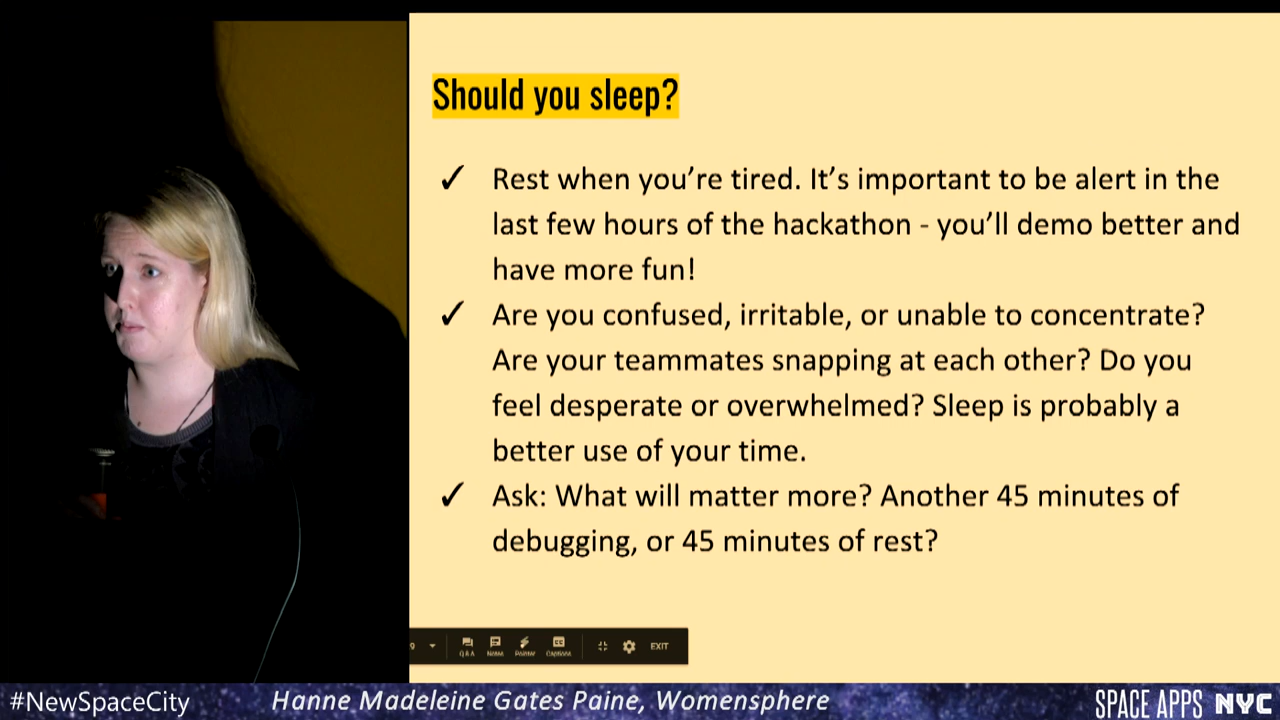 Should you sleep?
✓ Rest when you're tired. It's important to be alert in the
last few hours of the hackathon - you'll demo better and
have more fun!
✓ Are you confused, irritable, or unable to concentrate?
Are your teammates snapping at each other? Do you
feel desperate or overwhelmed? Sleep is probably a
better use of your time.
✓ Ask: What will matter more? Another 45 minutes of
debugging, or 45 minutes of rest?
9 Q&A Notes Pointer Captions EXIT
#NewSpaceCity Hanne Madeleine Gates Paine, Womensphere SPACE APPS NYC